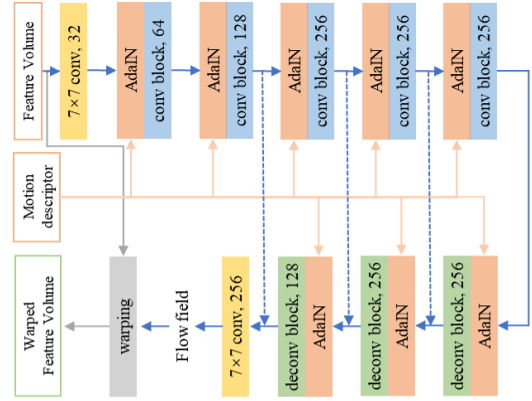 Feature Volume
7×7 conv, 32
AdaIN
conv block, 64
AdaIN
conv block, 128
AdaIN
conv block, 256
AdaIN
conv block, 256
AdaIN
conv block, 256
Motion
descriptor
Warped
Feature Volume
warping
Flow field
7×7 conv, 256
deconv block, 128
AdaIN
deconv block, 256
AdaIN
deconv block, 256
AdaIN